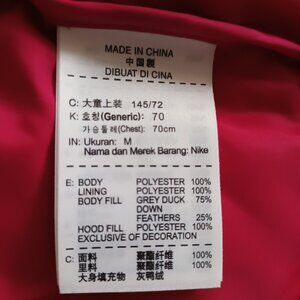 MADE IN CHINA
中国製
DIBUAT DI CINA
C: 大童上装 145/72
K: 호칭(Generic): 70
가슴둘레(Chest): 70cm
IN: Ukuran: M
Nama dan Merek Barang: Nike
E: BODY POLYESTER 100%
LINING POLYESTER 100%
BODY FILL GREY DUCK 75%
DOWN
FEATHERS 25%
HOOD FILL POLYESTER 100%
EXCLUSIVE OF DECORATION
C: 面料 聚酯纤维 100%
里料 聚酯纤维 100%
大身填充物 灰鸭绒